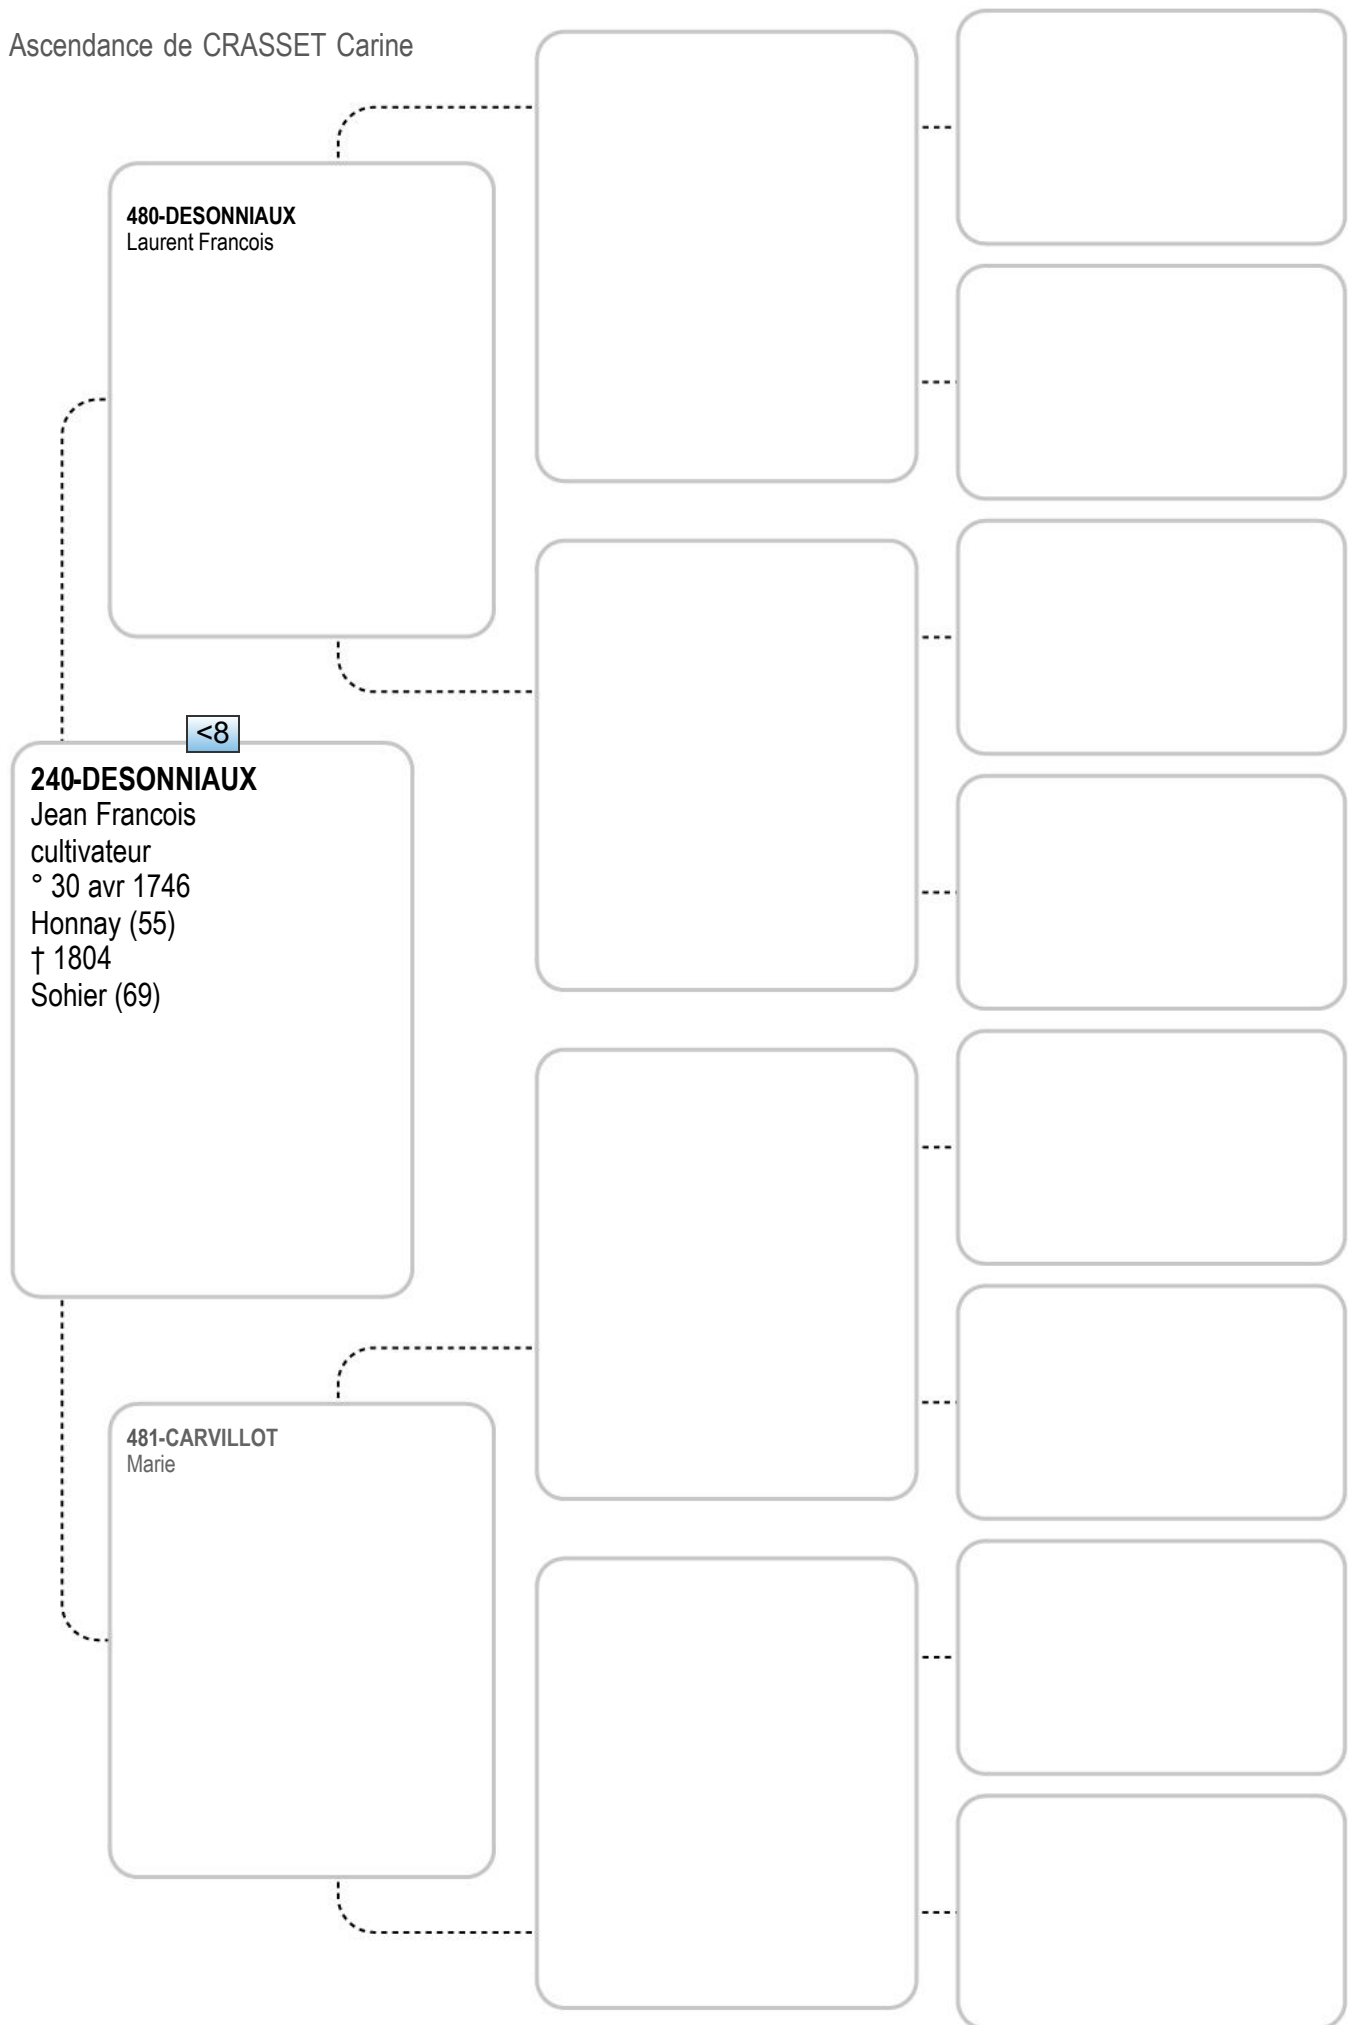 Ascendance de CRASSET Carine
480-DESONNIAUX
Laurent Francois
<8
240-DESONNIAUX
Jean Francois
cultivateur
° 30 avr 1746
Honnay (55)
† 1804
Sohier (69)
481-CARVILLOT
Marie